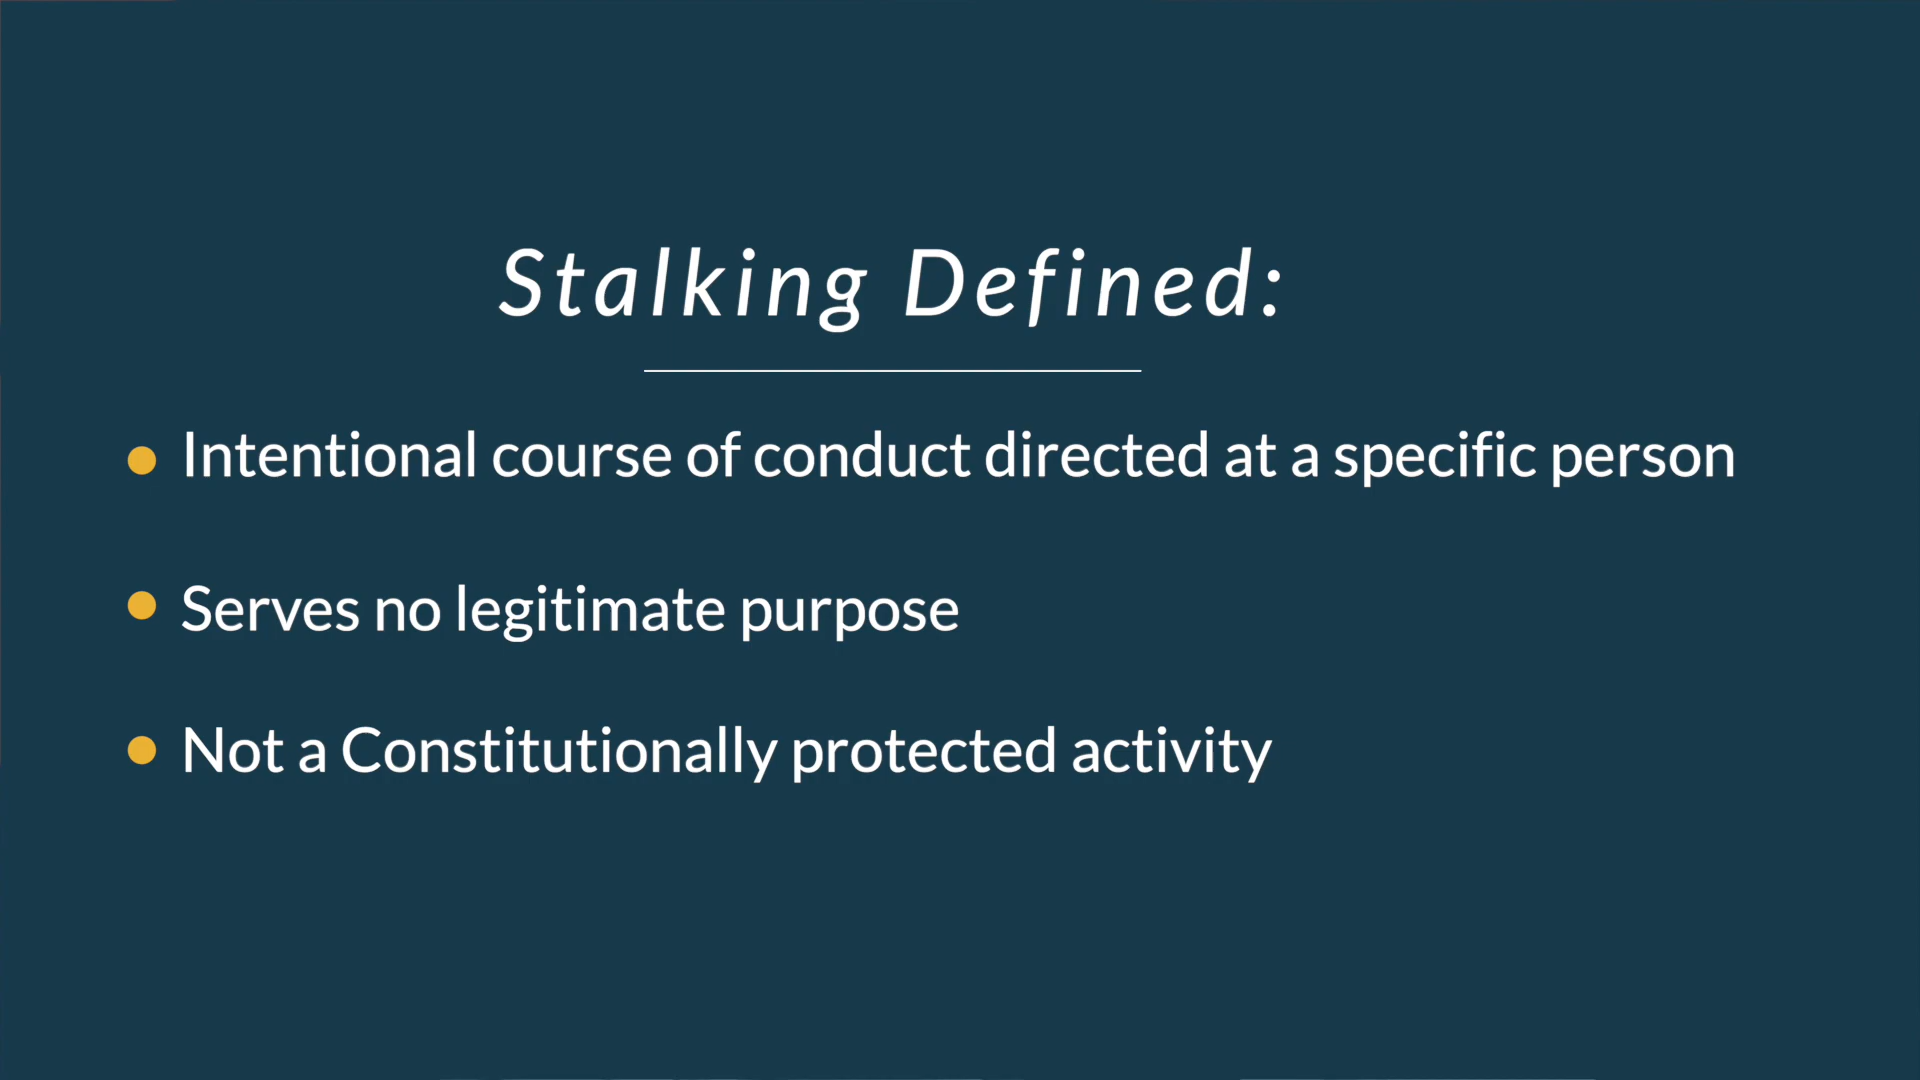 Stalking Defined:
Intentional course of conduct directed at a specific person
Serves no legitimate purpose
Not a Constitutionally protected activity